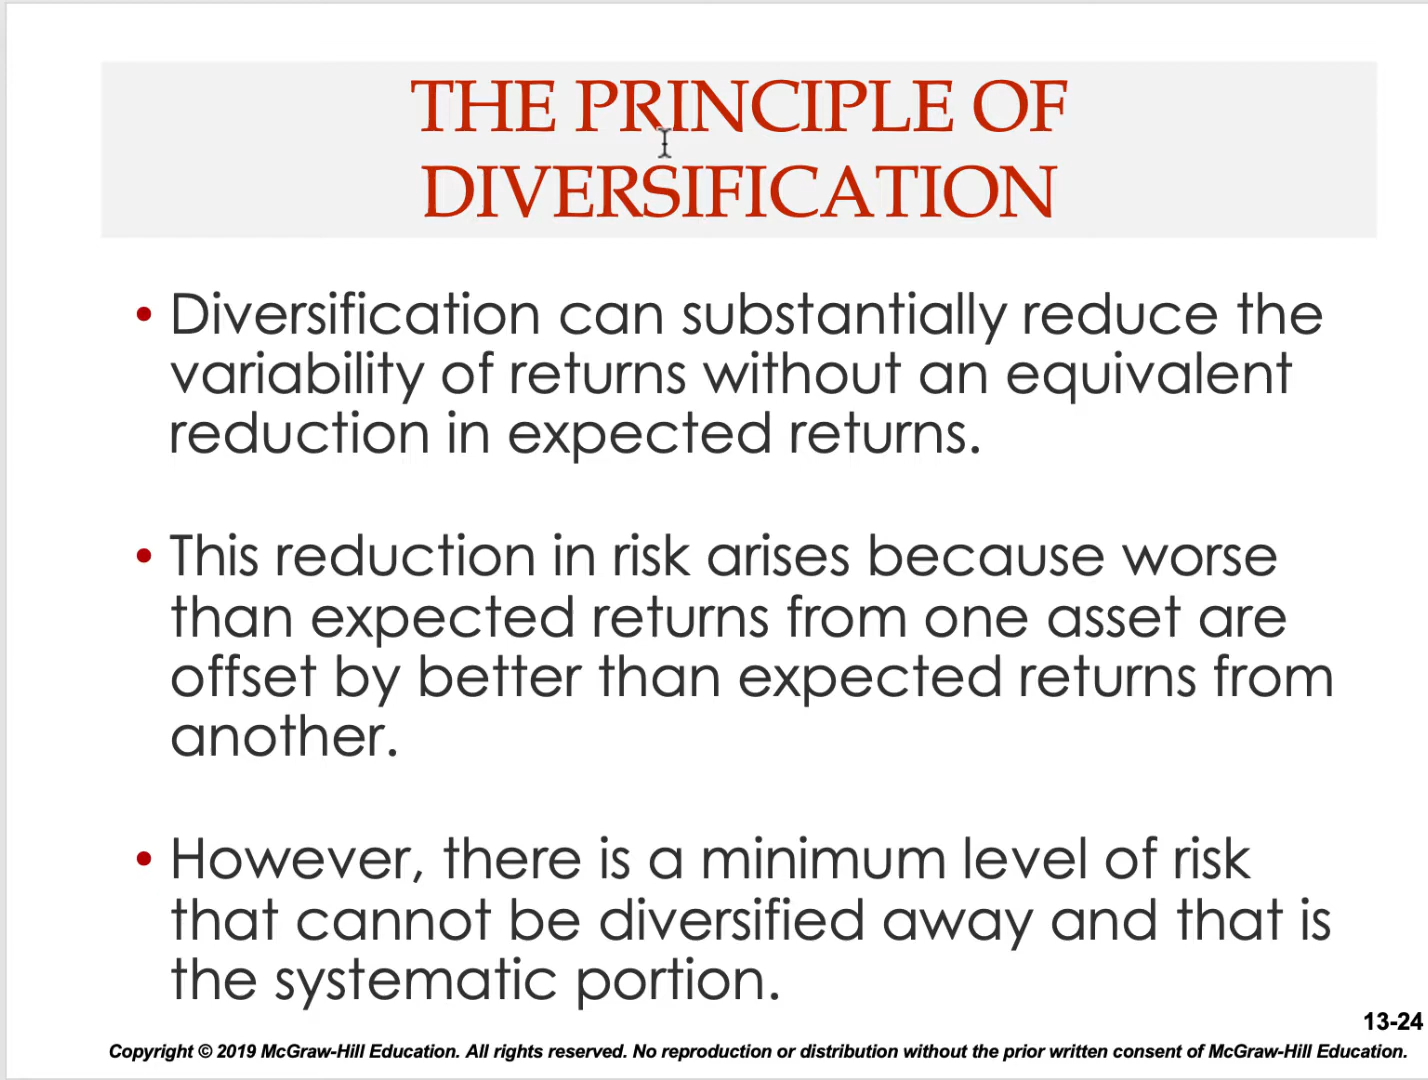 THE PRINCIPLE OF
DIVERSIFICATION
• Diversification can substantially reduce the
variability of returns without an equivalent
reduction in expected returns.
• This reduction in risk arises because worse
than expected returns from one asset are
offset by better than expected returns from
another.
• However, there is a minimum level of risk
that cannot be diversified away and that is
the systematic portion.
13-24
Copyright © 2019 McGraw-Hill Education. All rights reserved. No reproduction or distribution without the prior written consent of McGraw-Hill Education.